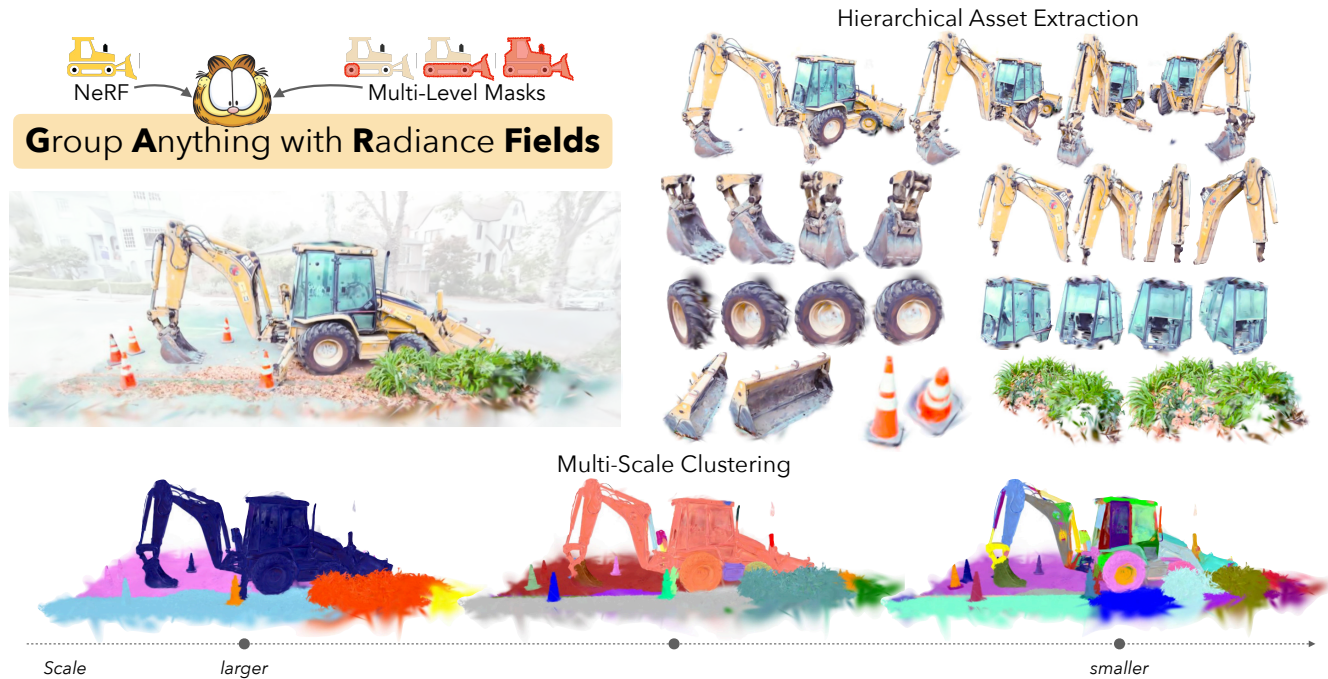 NeRF
Multi-Level Masks
Group Anything with Radiance Fields
Hierarchical Asset Extraction
Multi-Scale Clustering
Scale
larger
smaller